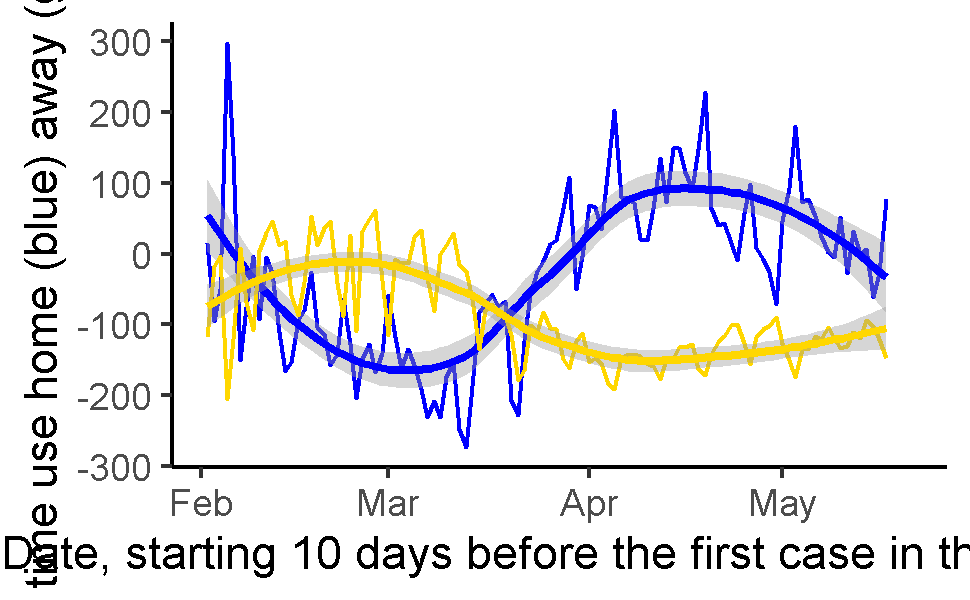 time use home (blue) away (
300
200
100
0
-100
-200
-300
Feb Mar Apr May
Date, starting 10 days before the first case in th